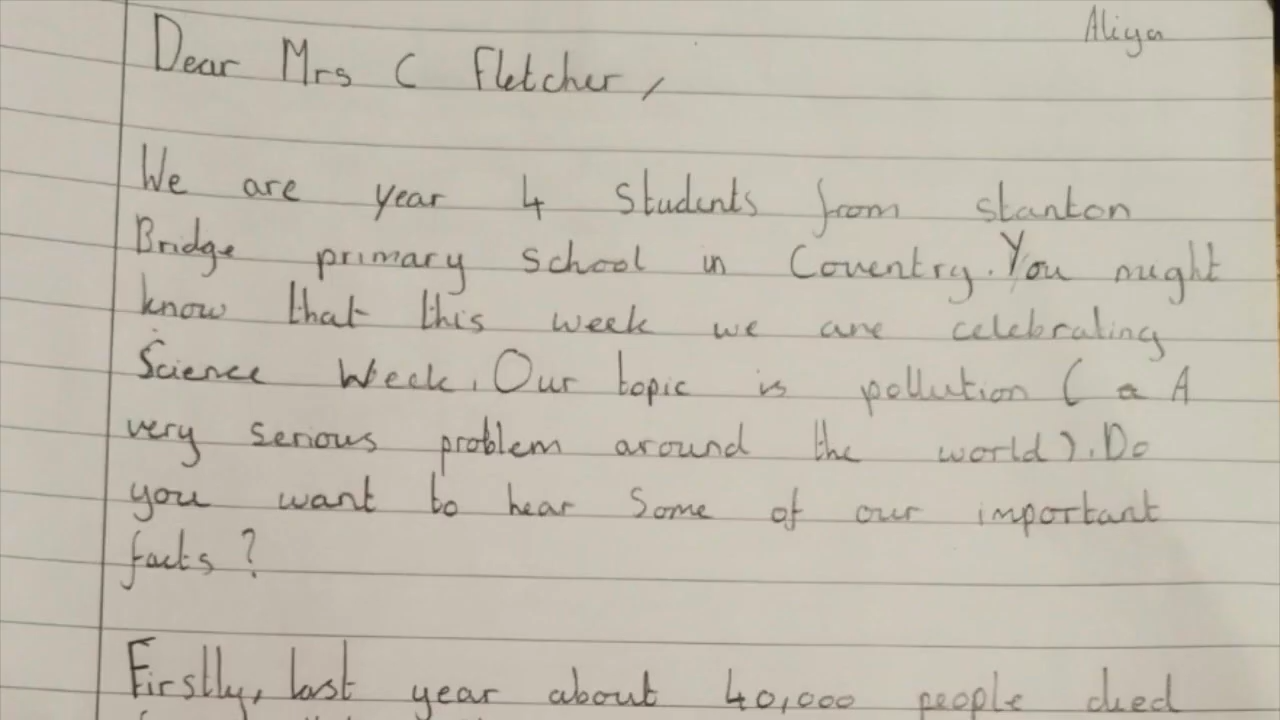 Aliya
Dear Mrs C Fletcher,
We are year 4 students from stanton
Bridge primary school in Coventry. You might
know that this week we are celebrating
Science Week. Our topic is pollution ( a A
very serious problem around the world). Do
you want to hear some of our important
facts?
Firstly, last year about 40,000 people died